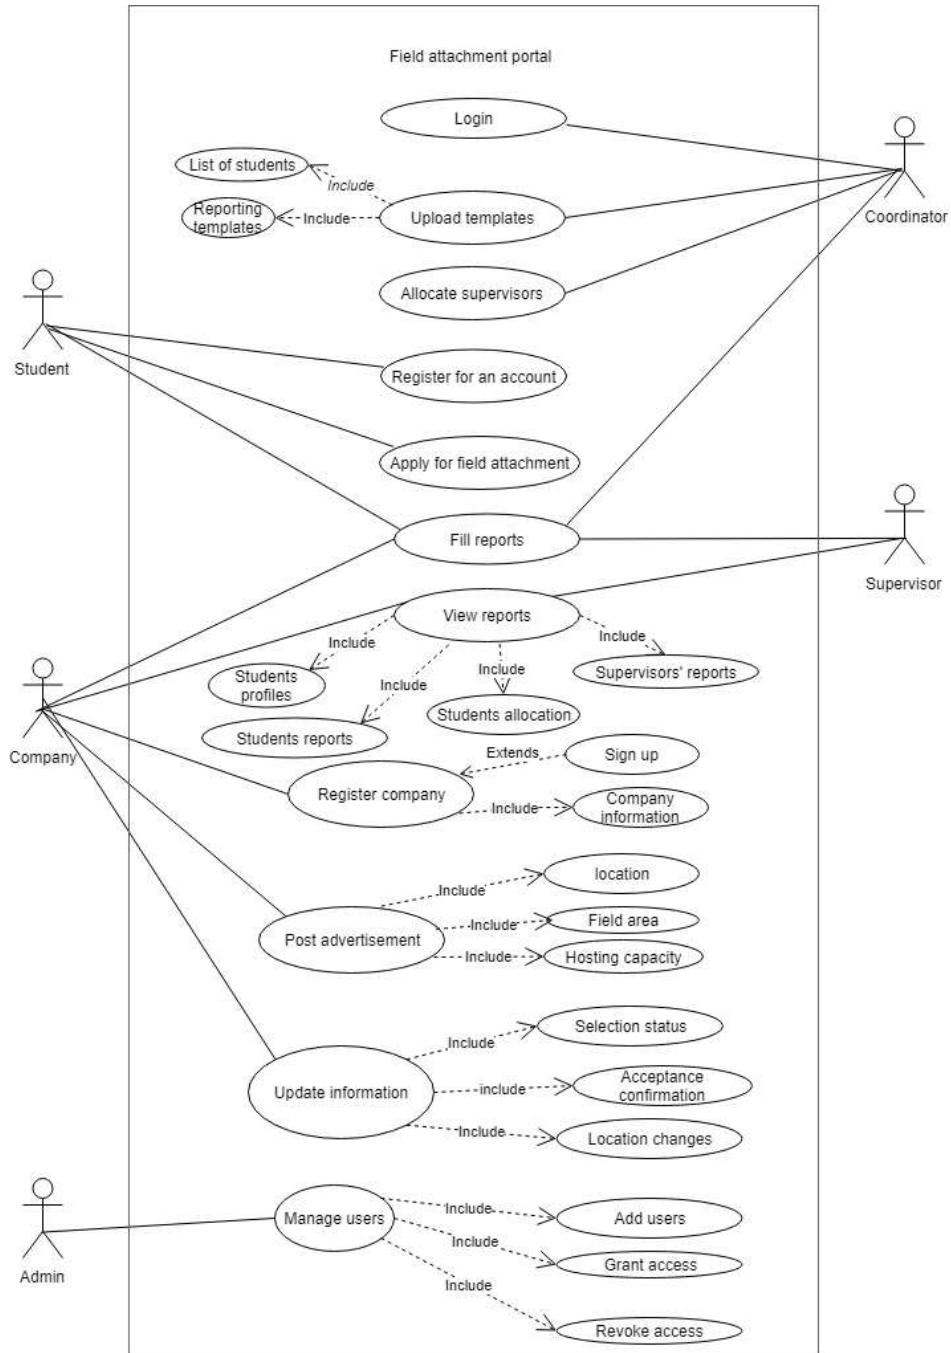 Field attachment portal
Login
List of students
Include
Reporting
templates
Include
Upload templates
Coordinator
Allocate supervisors
Student
Register for an account
Apply for field attachment
Fill reports
Supervisor
View reports
Include
Include
Include
Include
Students
profiles
Supervisors' reports
Students allocation
Students reports
Company
Extends
Sign up
Register company
Include
Company
information
location
Include
Post advertisement
Include
Field area
Include
Hosting capacity
Selection status
Include
Update information
include
Acceptance
confirmation
Include
Location changes
Manage users
Include
Add users
Include
Grant access
Admin
Include
Revoke access